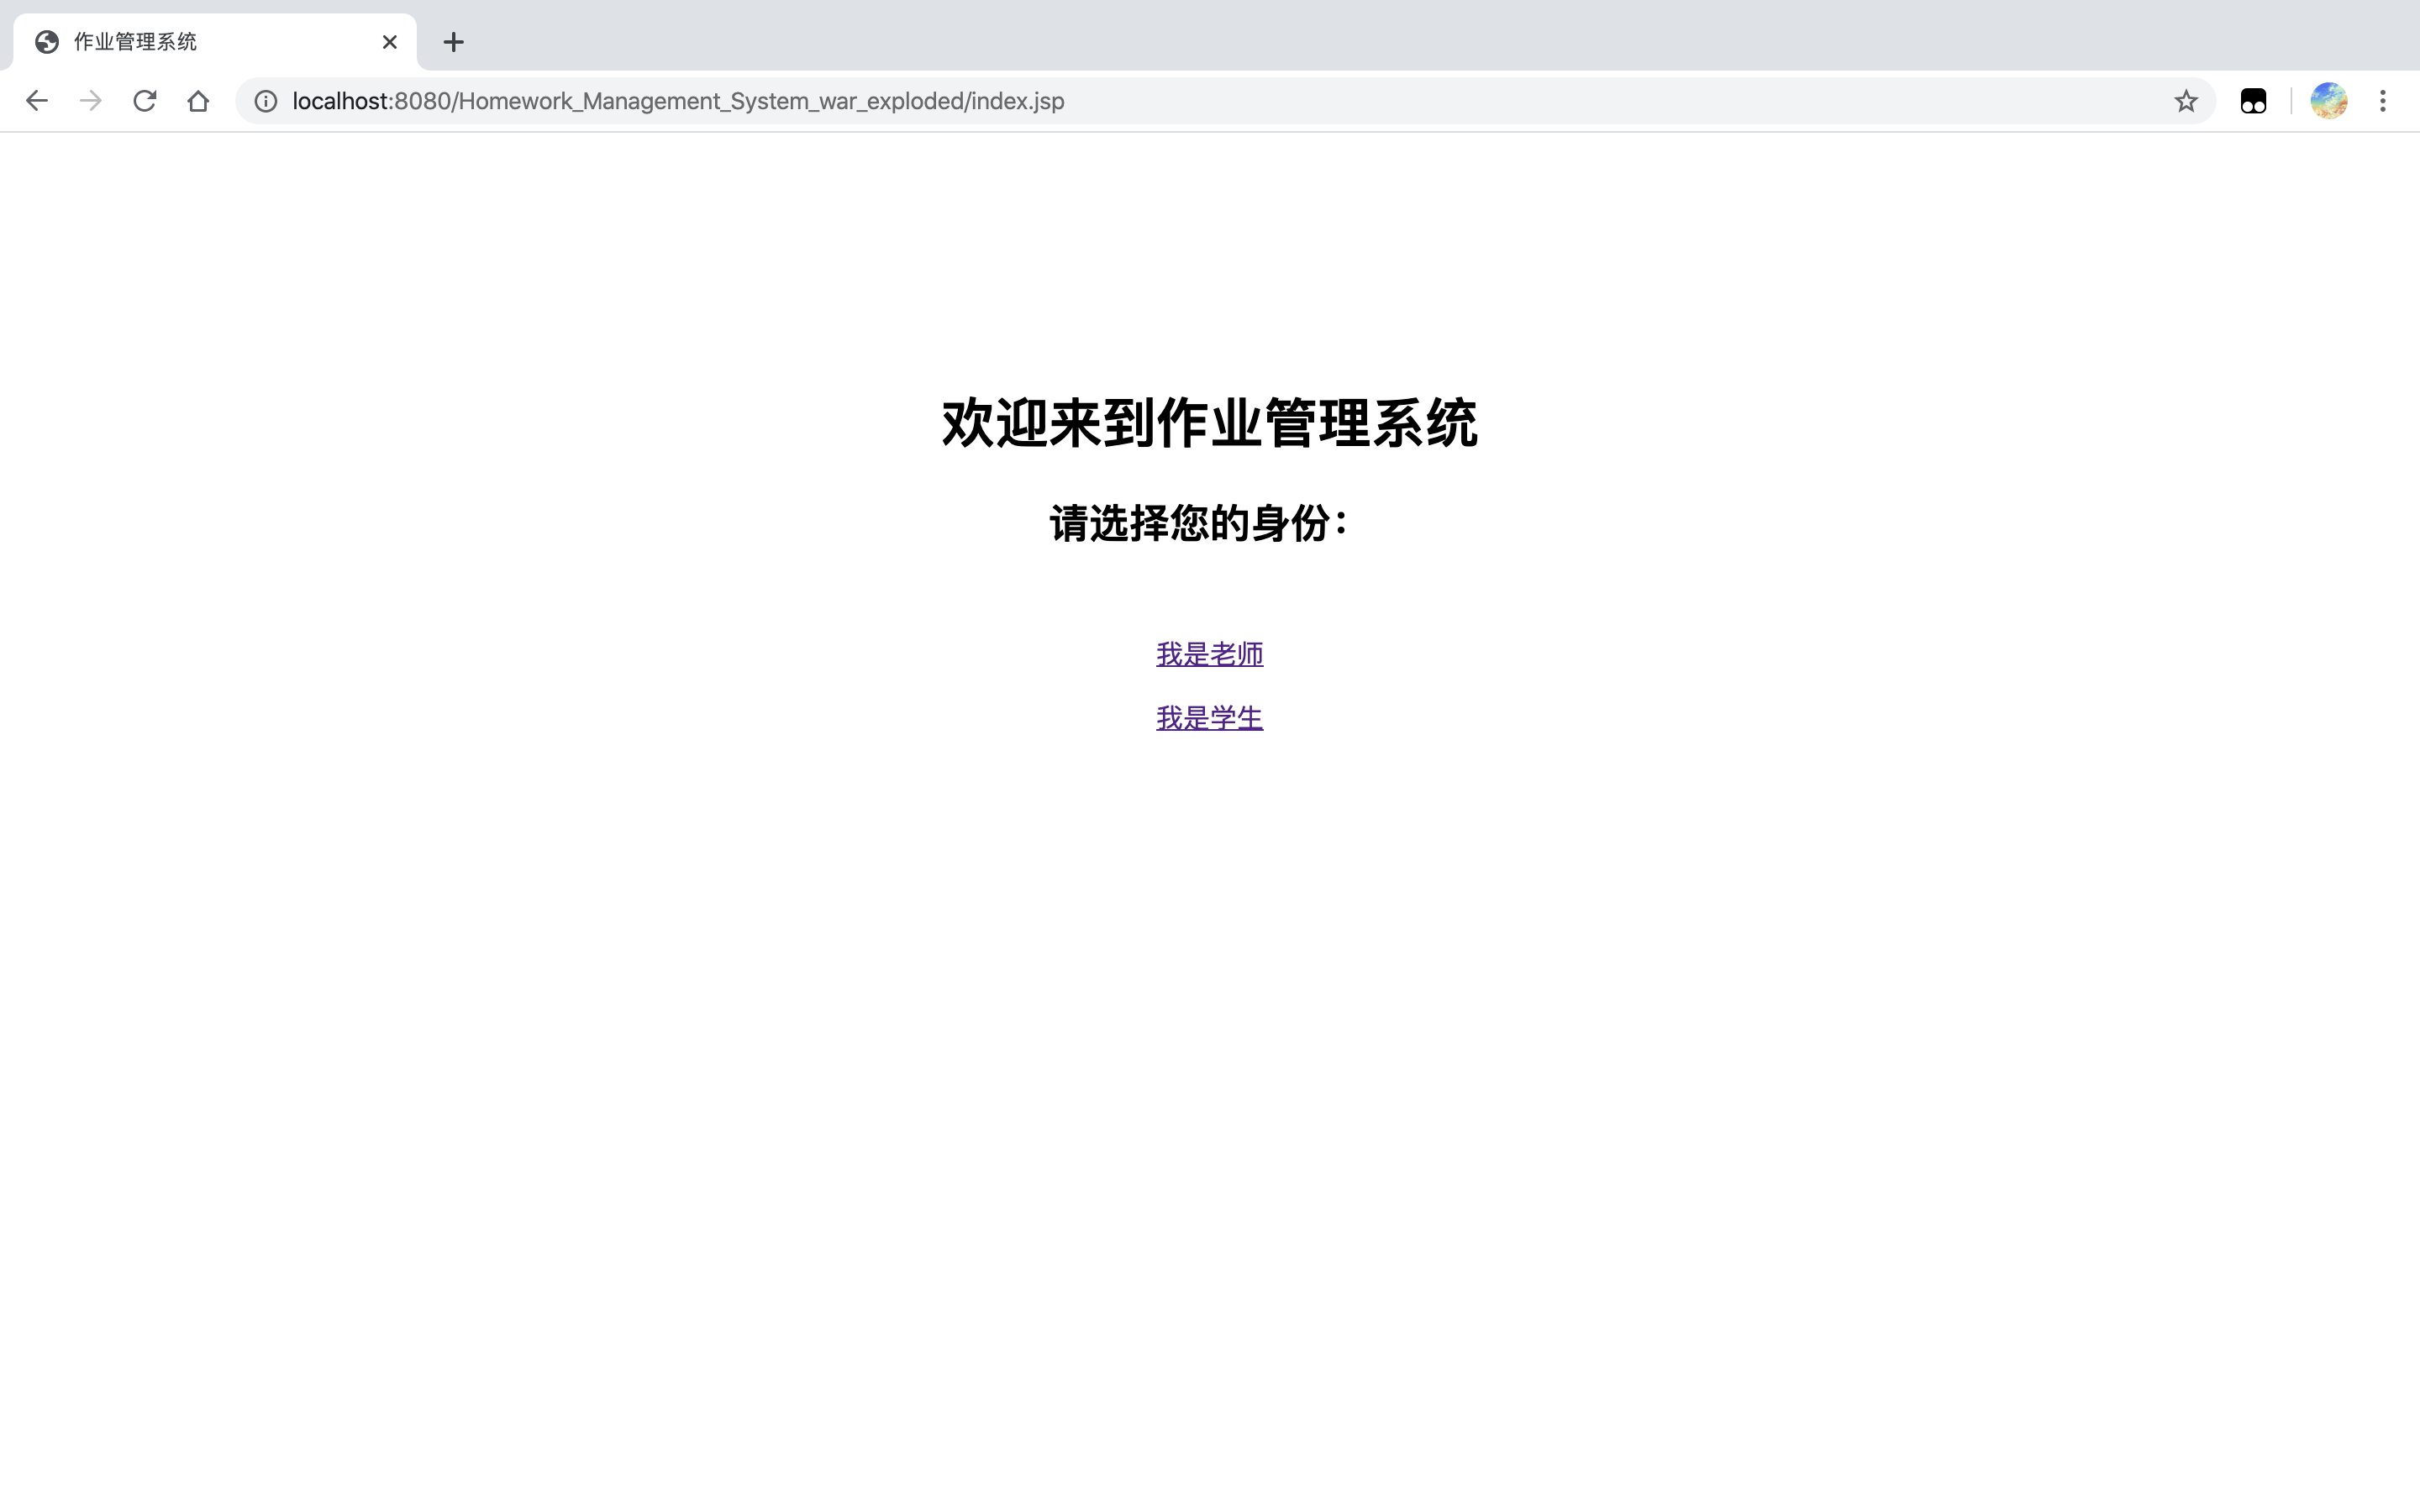 作业管理系统
localhost:8080/Homework_Management_System_war_exploded/index.jsp
欢迎来到作业管理系统
请选择您的身份：
我是老师
我是学生